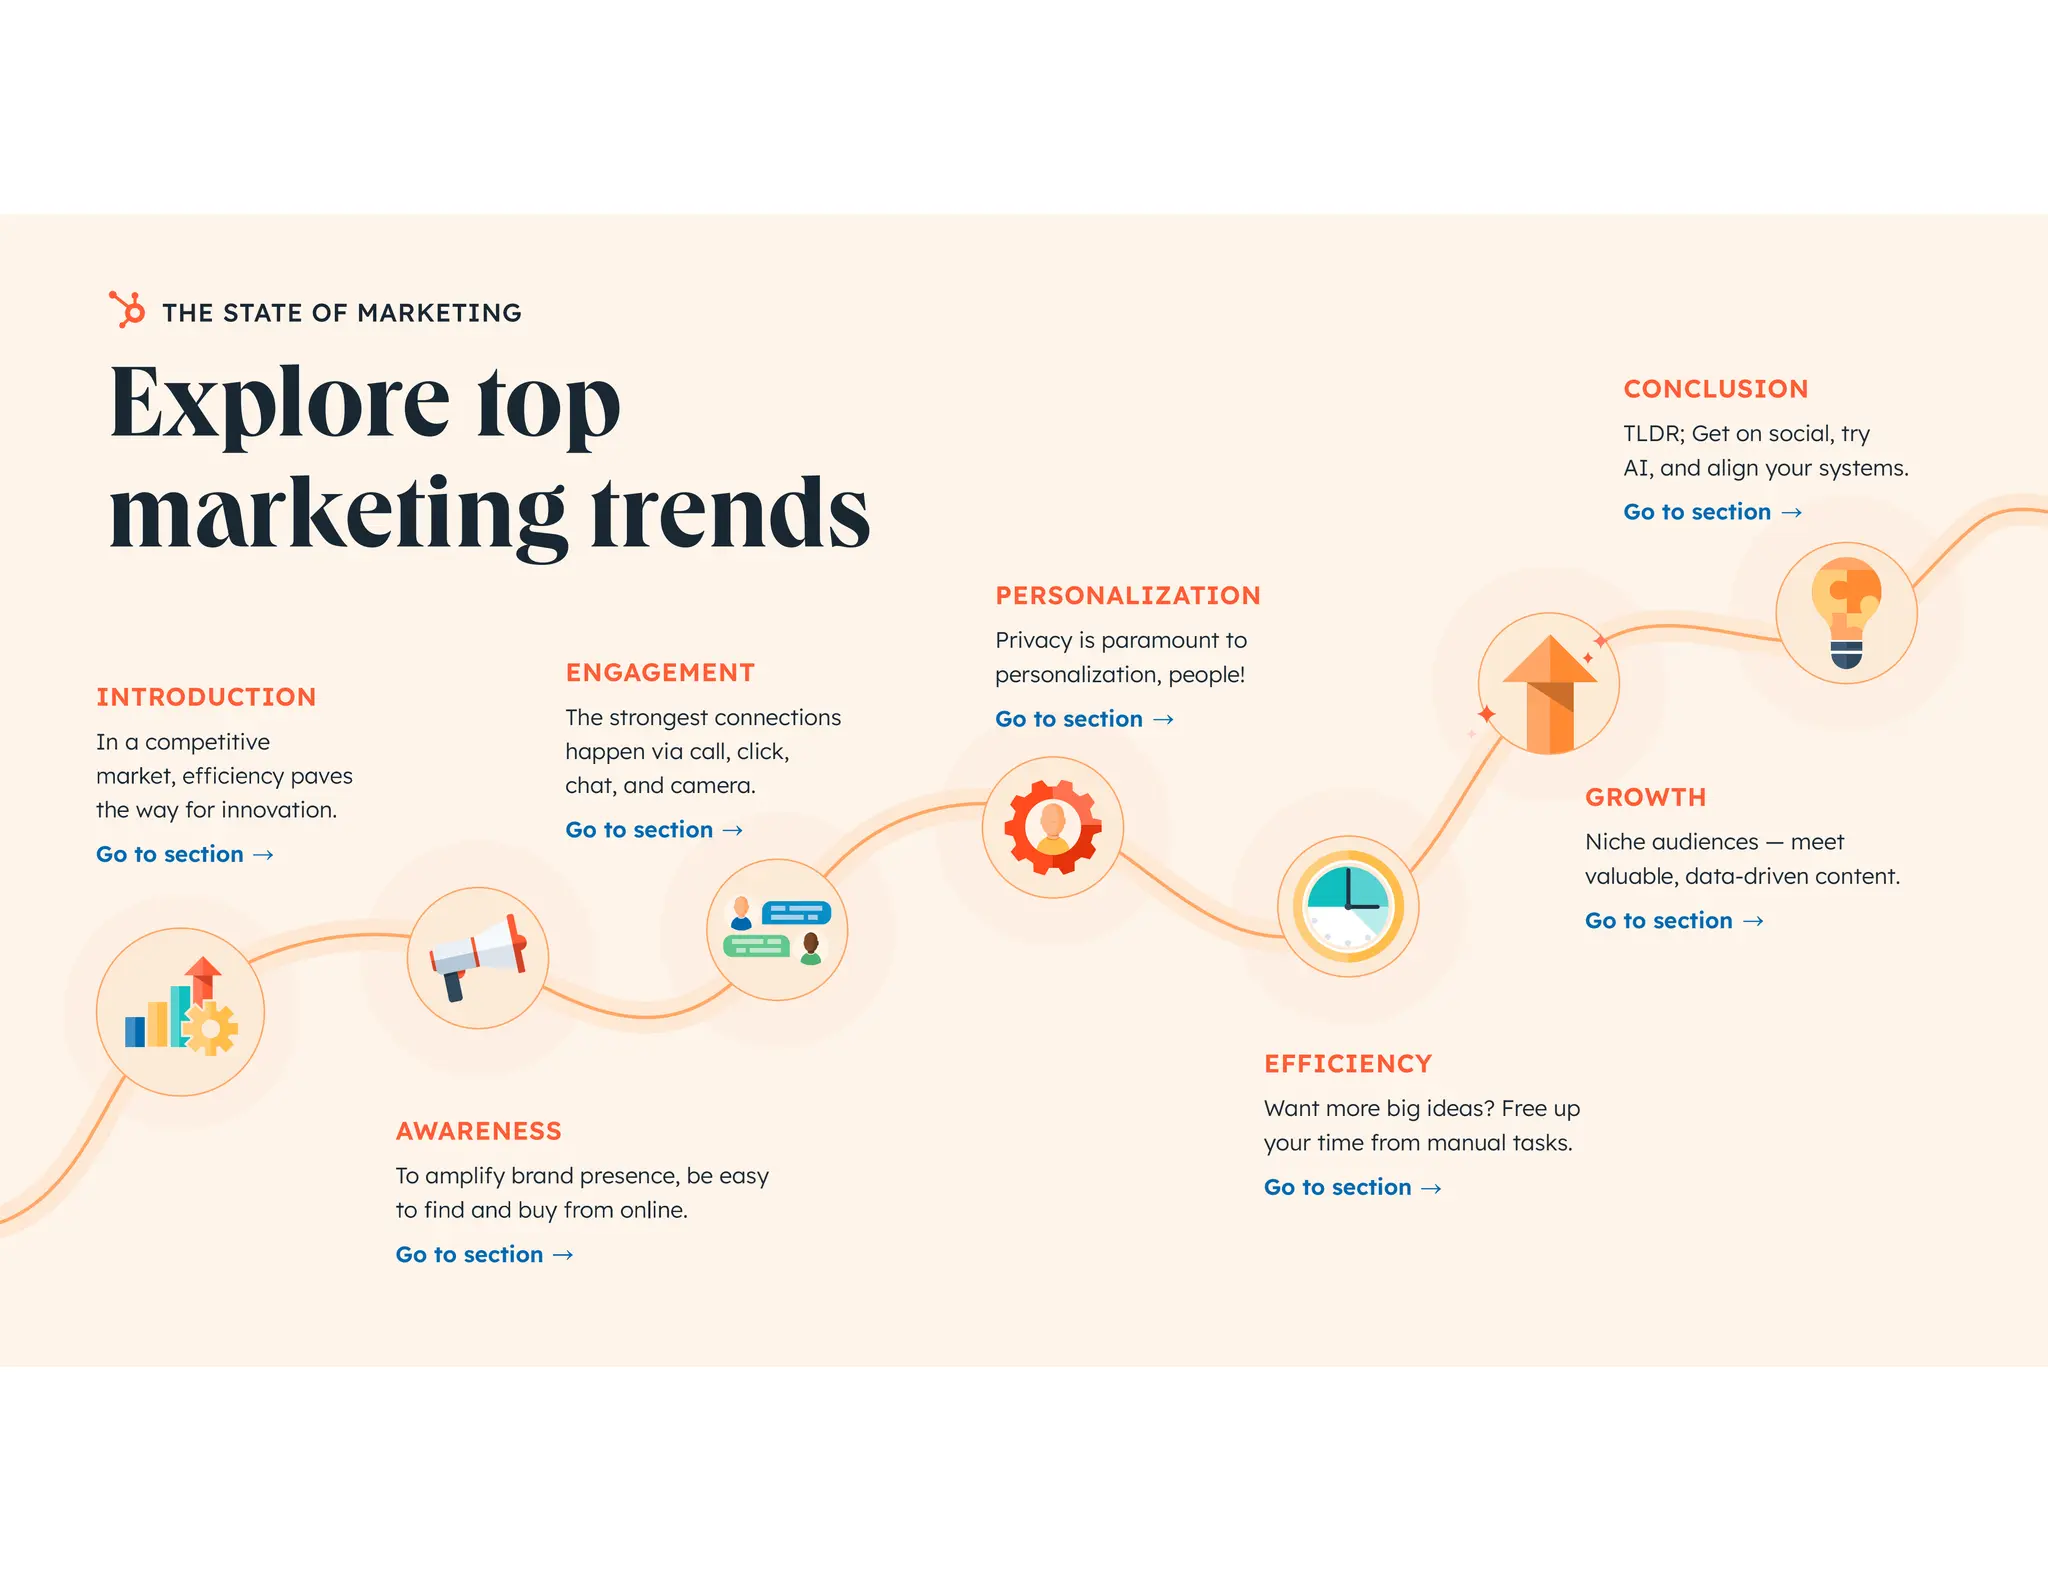 THE STATE OF MARKETING
Explore top
marketing trends
INTRODUCTION
In a competitive
market, efficiency paves
the way for innovation.
Go to section →
AWARENESS
To amplify brand presence, be easy
to find and buy from online.
Go to section →
ENGAGEMENT
The strongest connections
happen via call, click,
chat, and camera.
Go to section →
PERSONALIZATION
Privacy is paramount to
personalization, people!
Go to section →
EFFICIENCY
Want more big ideas? Free up
your time from manual tasks.
Go to section →
GROWTH
Niche audiences — meet
valuable, data-driven content.
Go to section →
CONCLUSION
TLDR; Get on social, try
AI, and align your systems.
Go to section →